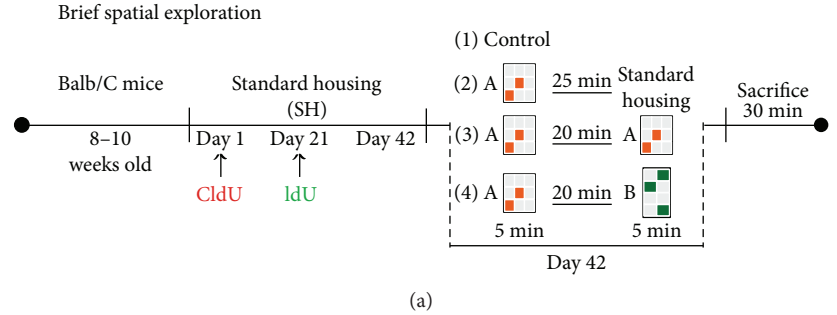 Brief spatial exploration
(1) Control
Balb/C mice
Standard housing
(SH)
(2) A 25 min Standard
housing
Sacrifice
30 min
8–10
weeks old
Day 1 Day 21 Day 42
(3) A 20 min A
CldU ldU
(4) A 20 min B
5 min 5 min
Day 42
(a)